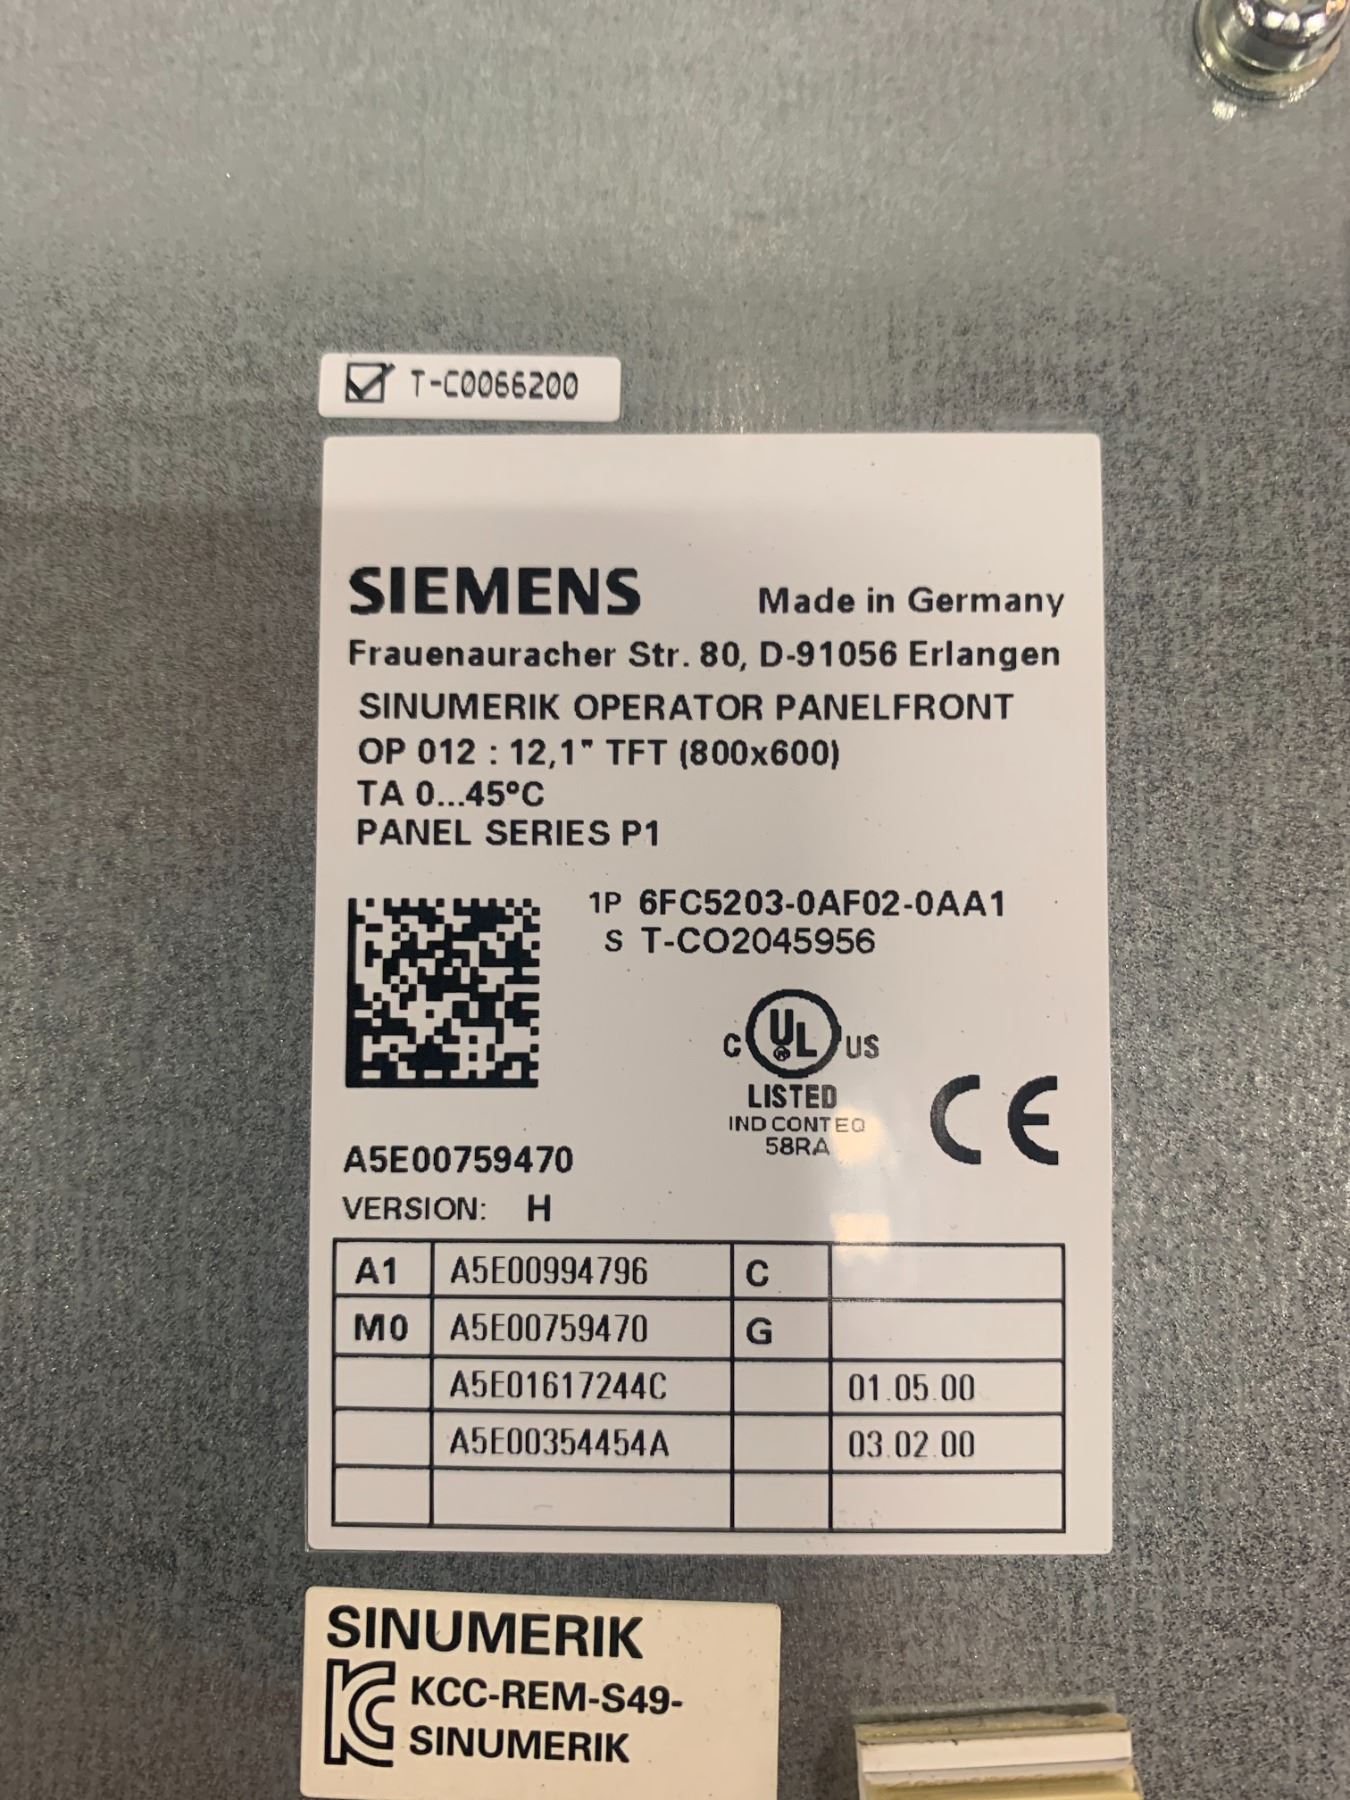 T-C0066200
SIEMENS Made in Germany
Frauenauracher Str. 80, D-91056 Erlangen
SINUMERIK OPERATOR PANELFRONT
OP 012 : 12,1" TFT (800x600)
TA 0...45°C
PANEL SERIES P1
1P 6FC5203-0AF02-0AA1
S T-CO2045956
C UL US
®
LISTED
IND CONT EQ
58RA
CE
A5E00759470
VERSION: H
A1 A5E00994796 C
M0 A5E00759470 G
A5E01617244C 01.05.00
A5E00354454A 03.02.00
SINUMERIK
KC KCC-REM-S49-
SINUMERIK